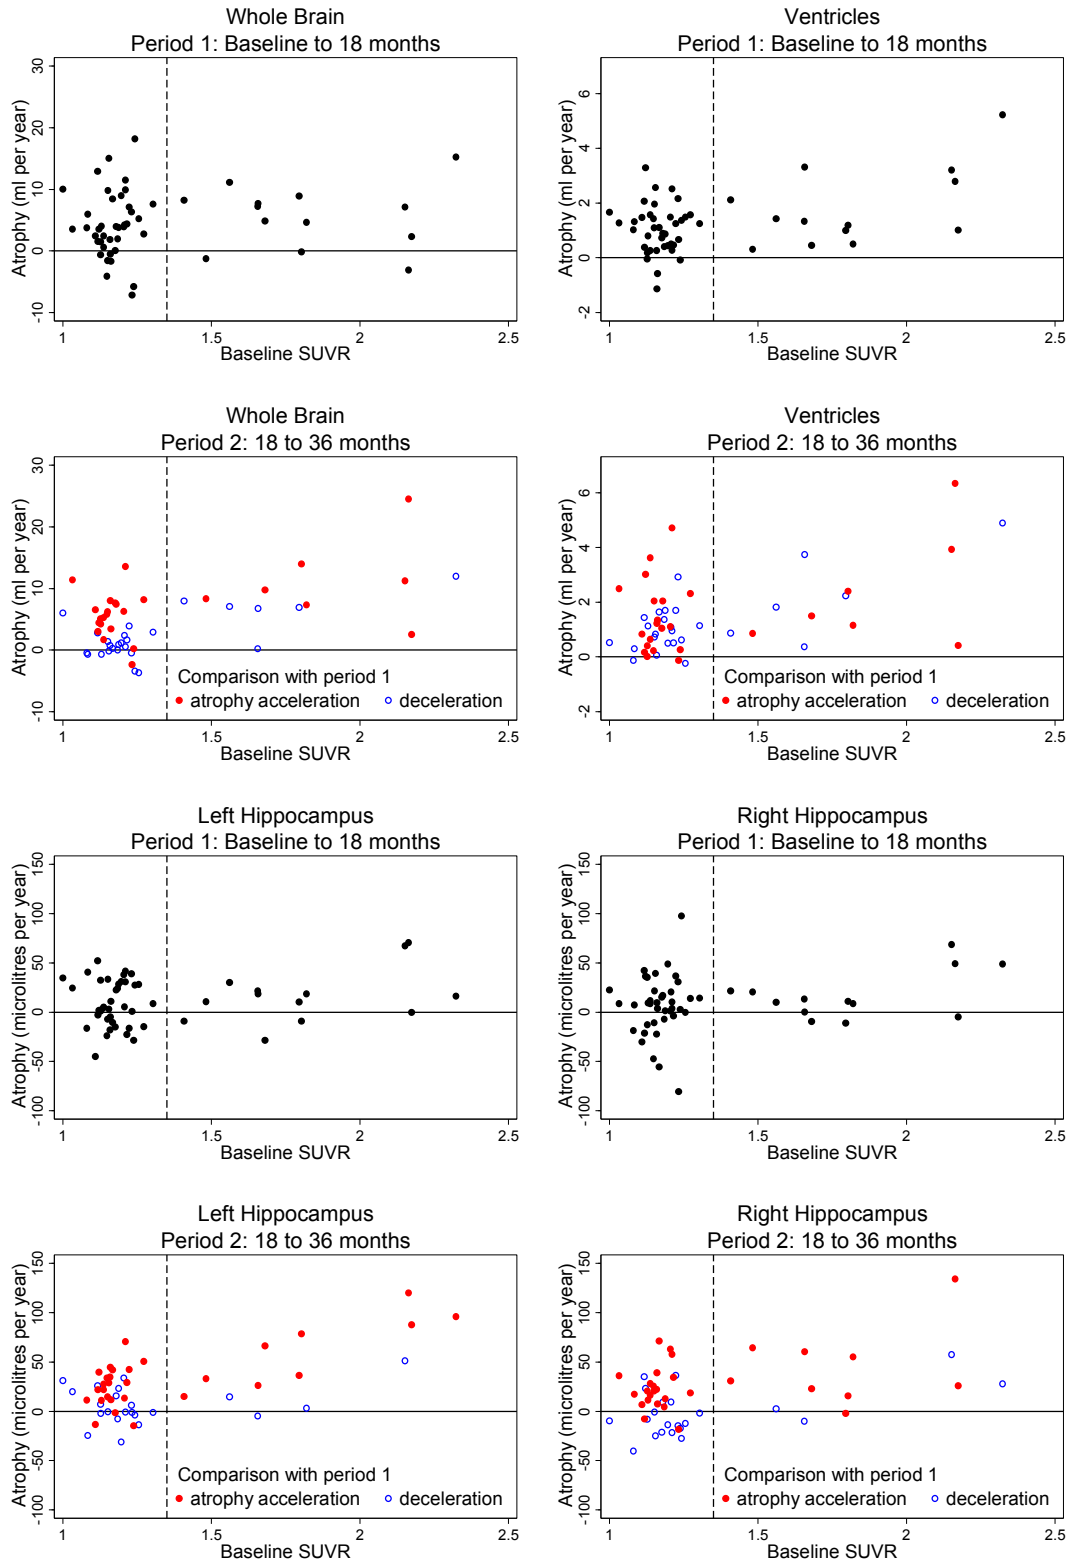 Whole Brain
Period 1: Baseline to 18 months
Atrophy (ml per year)
30
20
10
0
-10
1
1.5
2
2.5
Baseline SUVR
Ventricles
Period 1: Baseline to 18 months
Atrophy (ml per year)
6
4
2
0
-2
1
1.5
2
2.5
Baseline SUVR
Whole Brain
Period 2: 18 to 36 months
Atrophy (ml per year)
30
20
10
0
-10
Comparison with period 1
atrophy acceleration deceleration
1
1.5
2
2.5
Baseline SUVR
Ventricles
Period 2: 18 to 36 months
Atrophy (ml per year)
6
4
2
0
-2
Comparison with period 1
atrophy acceleration deceleration
1
1.5
2
2.5
Baseline SUVR
Left Hippocampus
Period 1: Baseline to 18 months
Atrophy (microlitres per year)
150
100
50
0
-50
-100
1
1.5
2
2.5
Baseline SUVR
Right Hippocampus
Period 1: Baseline to 18 months
Atrophy (microlitres per year)
150
100
50
0
-50
-100
1
1.5
2
2.5
Baseline SUVR
Left Hippocampus
Period 2: 18 to 36 months
Atrophy (microlitres per year)
150
100
50
0
-50
-100
Comparison with period 1
atrophy acceleration deceleration
1
1.5
2
2.5
Baseline SUVR
Right Hippocampus
Period 2: 18 to 36 months
Atrophy (microlitres per year)
150
100
50
0
-50
-100
Comparison with period 1
atrophy acceleration deceleration
1
1.5
2
2.5
Baseline SUVR